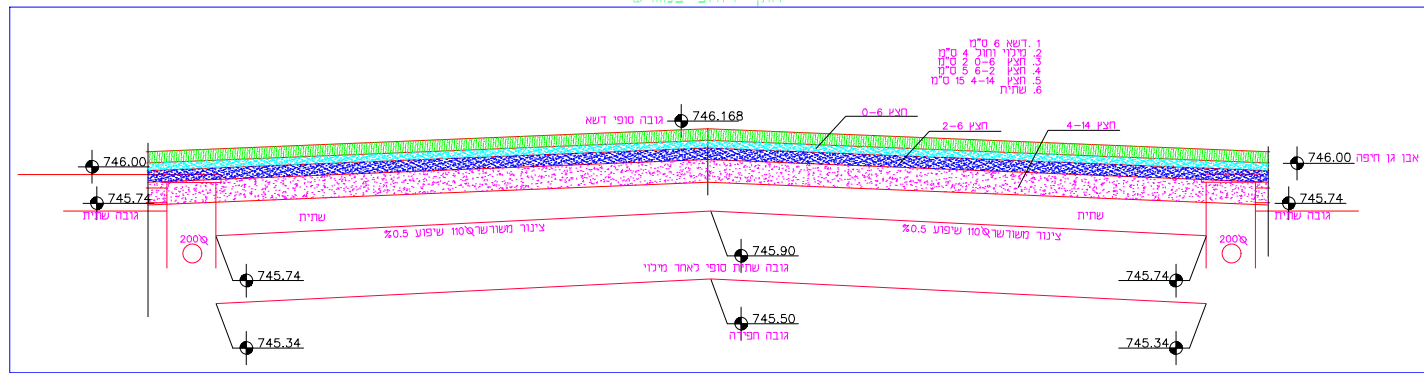 1 .דשא 6 ס"מ
2. מילוי וחול 4 ס"מ
3. חצץ 0-6 2 ס"מ
4. חצץ 6-2 5 ס"מ
5. חצץ 4-14 15 ס"מ
6. שתית
גובה סופי דשא
746.168
חצץ 0-6
חצץ 2-6
חצץ 4-14
746.00
746.00
אבן גן חיפה
745.74
גובה שתית
745.74
גובה שתית
שתית
שתית
200Ø
צינור משורשר Ø110 שיפוע 0.5%
צינור משורשר Ø110 שיפוע 0.5%
200Ø
745.90
גובה שתית סופי לאחר מילוי
745.74
745.74
745.50
גובה חפירה
745.34
745.34